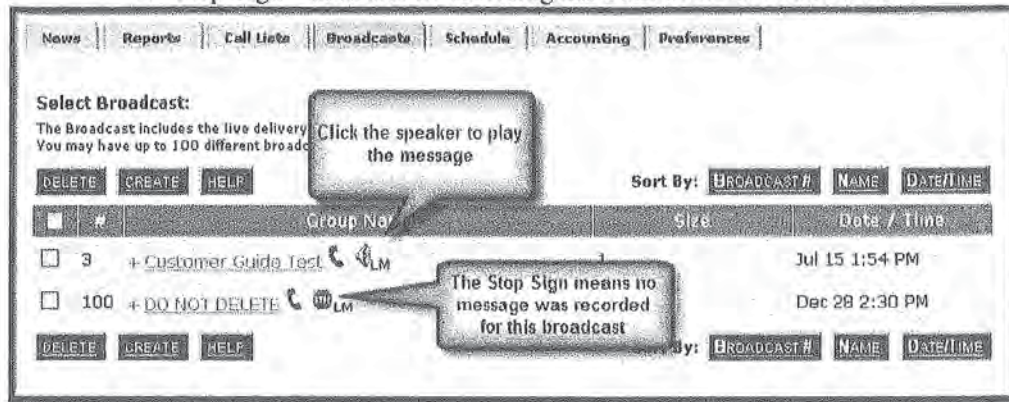 News Reports Call Lists Broadcasts Schedule Accounting Preferences
Select Broadcast:
The Broadcast includes the live delivery
You may have up to 100 different broadc
Click the speaker to play
the message
DELETE CREATE HELP
Sort By: BROADCAST# NAME DATE/TIME
# Group Na Size Date / Time
3 + Customer Guide Test LM 1 Jul 15 1:54 PM
100 + DO NOT DELETE LM Dec 28 2:30 PM
The Stop Sign means no
message was recorded
for this broadcast
DELETE CREATE HELP
By: BROADCAST# NAME DATE/TIME